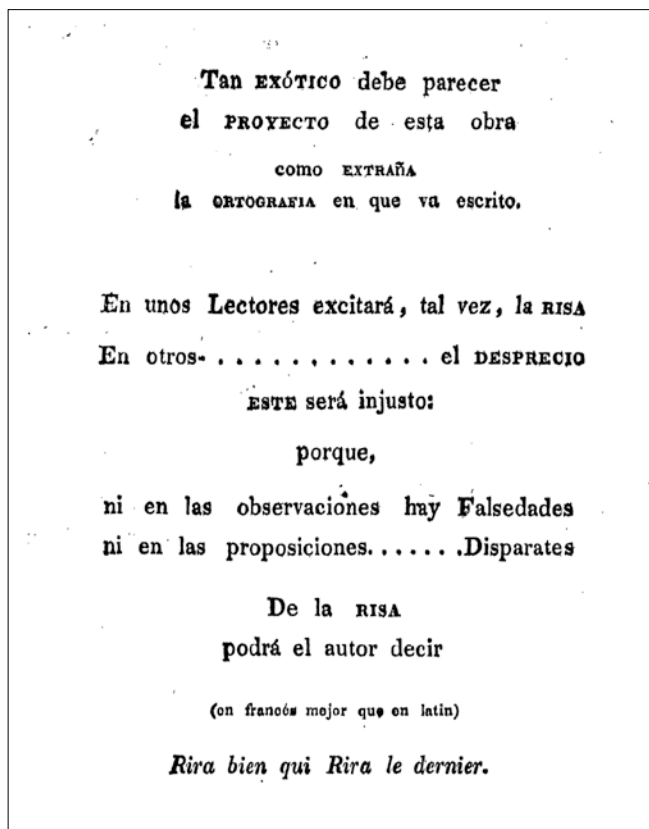 Tan EXÓTICO debe parecer
el PROYECTO de esta obra
como EXTRAÑA
la ORTOGRAFIA en que va escrito.
En unos Lectores excitará, tal vez, la RISA
En otros- . . . . . . . . . . . . . el DESPRECIO
ESTE será injusto:
porque,
ni en las observaciones hay Falsedades
ni en las proposiciones. . . . . . .Disparates
De la RISA
podrá el autor decir
(en francés mejor que en latin)
Rira bien qui Rira le dernier.